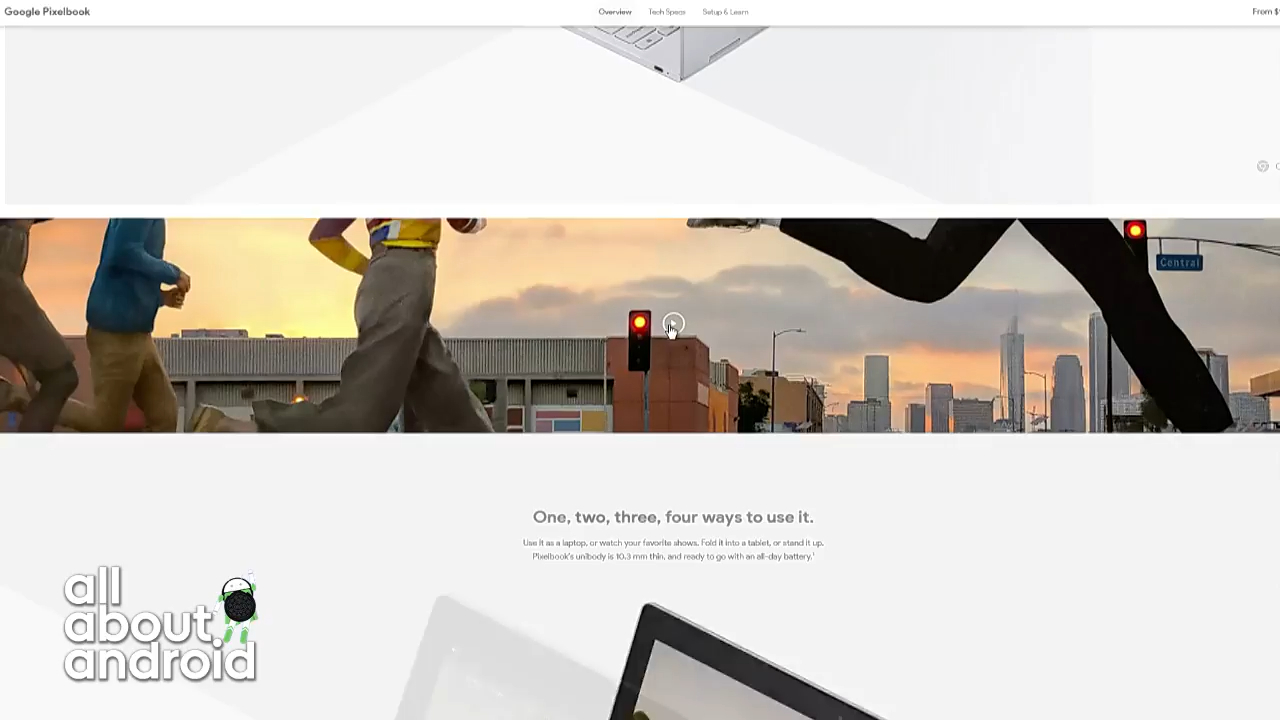 Google Pixelbook
Overview
Tech Specs
Setup & Learn
From $
Central
One, two, three, four ways to use it.
Use it as a laptop, or watch your favorite shows. Fold it into a tablet, or stand it up.
Pixelbook's unibody is 10.3 mm thin, and ready to go with an all-day battery.¹
all
about
android